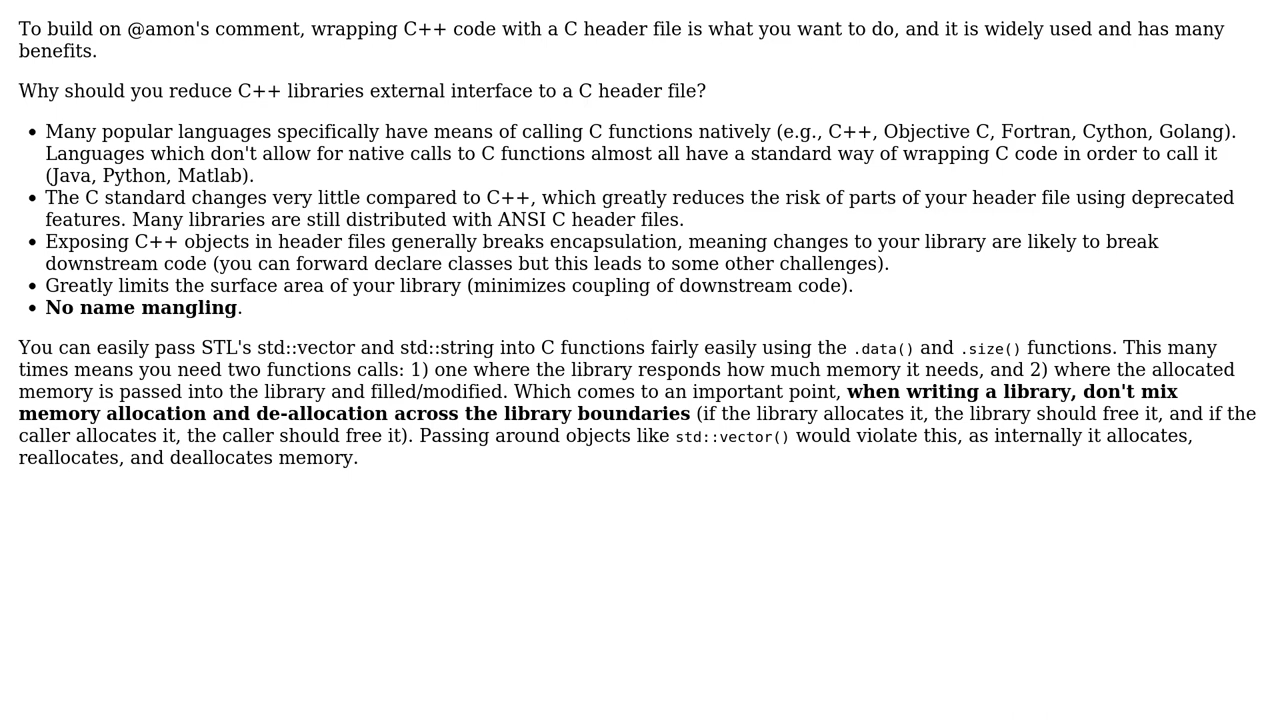 To build on @amon's comment, wrapping C++ code with a C header file is what you want to do, and it is widely used and has many
benefits.
Why should you reduce C++ libraries external interface to a C header file?
• Many popular languages specifically have means of calling C functions natively (e.g., C++, Objective C, Fortran, Cython, Golang).
Languages which don't allow for native calls to C functions almost all have a standard way of wrapping C code in order to call it
(Java, Python, Matlab).
• The C standard changes very little compared to C++, which greatly reduces the risk of parts of your header file using deprecated
features. Many libraries are still distributed with ANSI C header files.
• Exposing C++ objects in header files generally breaks encapsulation, meaning changes to your library are likely to break
downstream code (you can forward declare classes but this leads to some other challenges).
• Greatly limits the surface area of your library (minimizes coupling of downstream code).
• No name mangling.
You can easily pass STL's std::vector and std::string into C functions fairly easily using the .data() and .size() functions. This many
times means you need two functions calls: 1) one where the library responds how much memory it needs, and 2) where the allocated
memory is passed into the library and filled/modified. Which comes to an important point, when writing a library, don't mix
memory allocation and de-allocation across the library boundaries (if the library allocates it, the library should free it, and if the
caller allocates it, the caller should free it). Passing around objects like std::vector() would violate this, as internally it allocates,
reallocates, and deallocates memory.